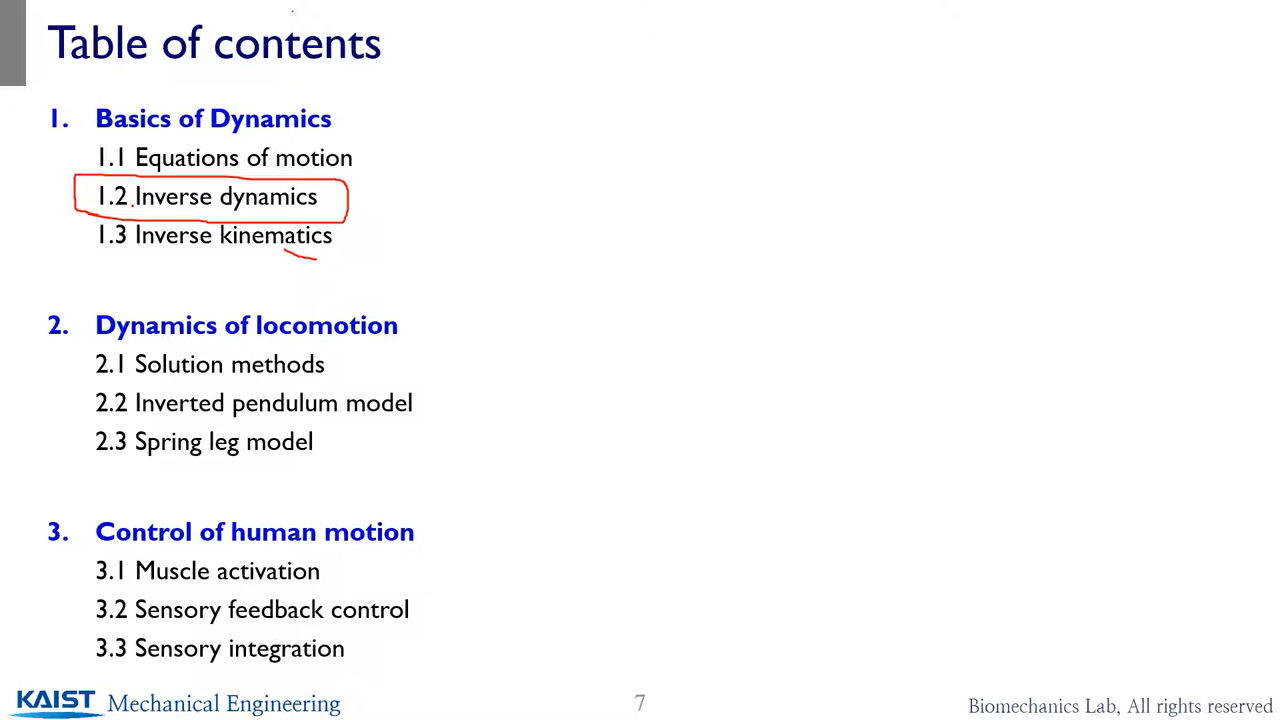 Table of contents
1. Basics of Dynamics
1.1 Equations of motion
1.2 Inverse dynamics
1.3 Inverse kinematics
2. Dynamics of locomotion
2.1 Solution methods
2.2 Inverted pendulum model
2.3 Spring leg model
3. Control of human motion
3.1 Muscle activation
3.2 Sensory feedback control
3.3 Sensory integration
KAIST Mechanical Engineering
7
Biomechanics Lab, All rights reserved